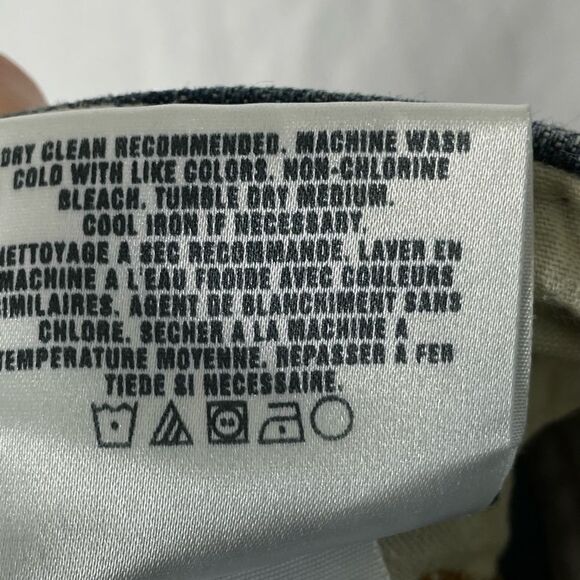 DRY CLEAN RECOMMENDED. MACHINE WASH
COLD WITH LIKE COLORS. NON-CHLORINE
BLEACH. TUMBLE DRY MEDIUM.
COOL IRON IF NECESSARY.
NETTOYAGE A SEC RECOMMANDE. LAVER EN
MACHINE A L'EAU FROIDE AVEC COULEURS
SIMILAIRES. AGENT DE BLANCHIMENT SANS
CHLORE. SECHER A LA MACHINE A
TEMPERATURE MOYENNE. REPASSER A FER
TIEDE SI NECESSAIRE.